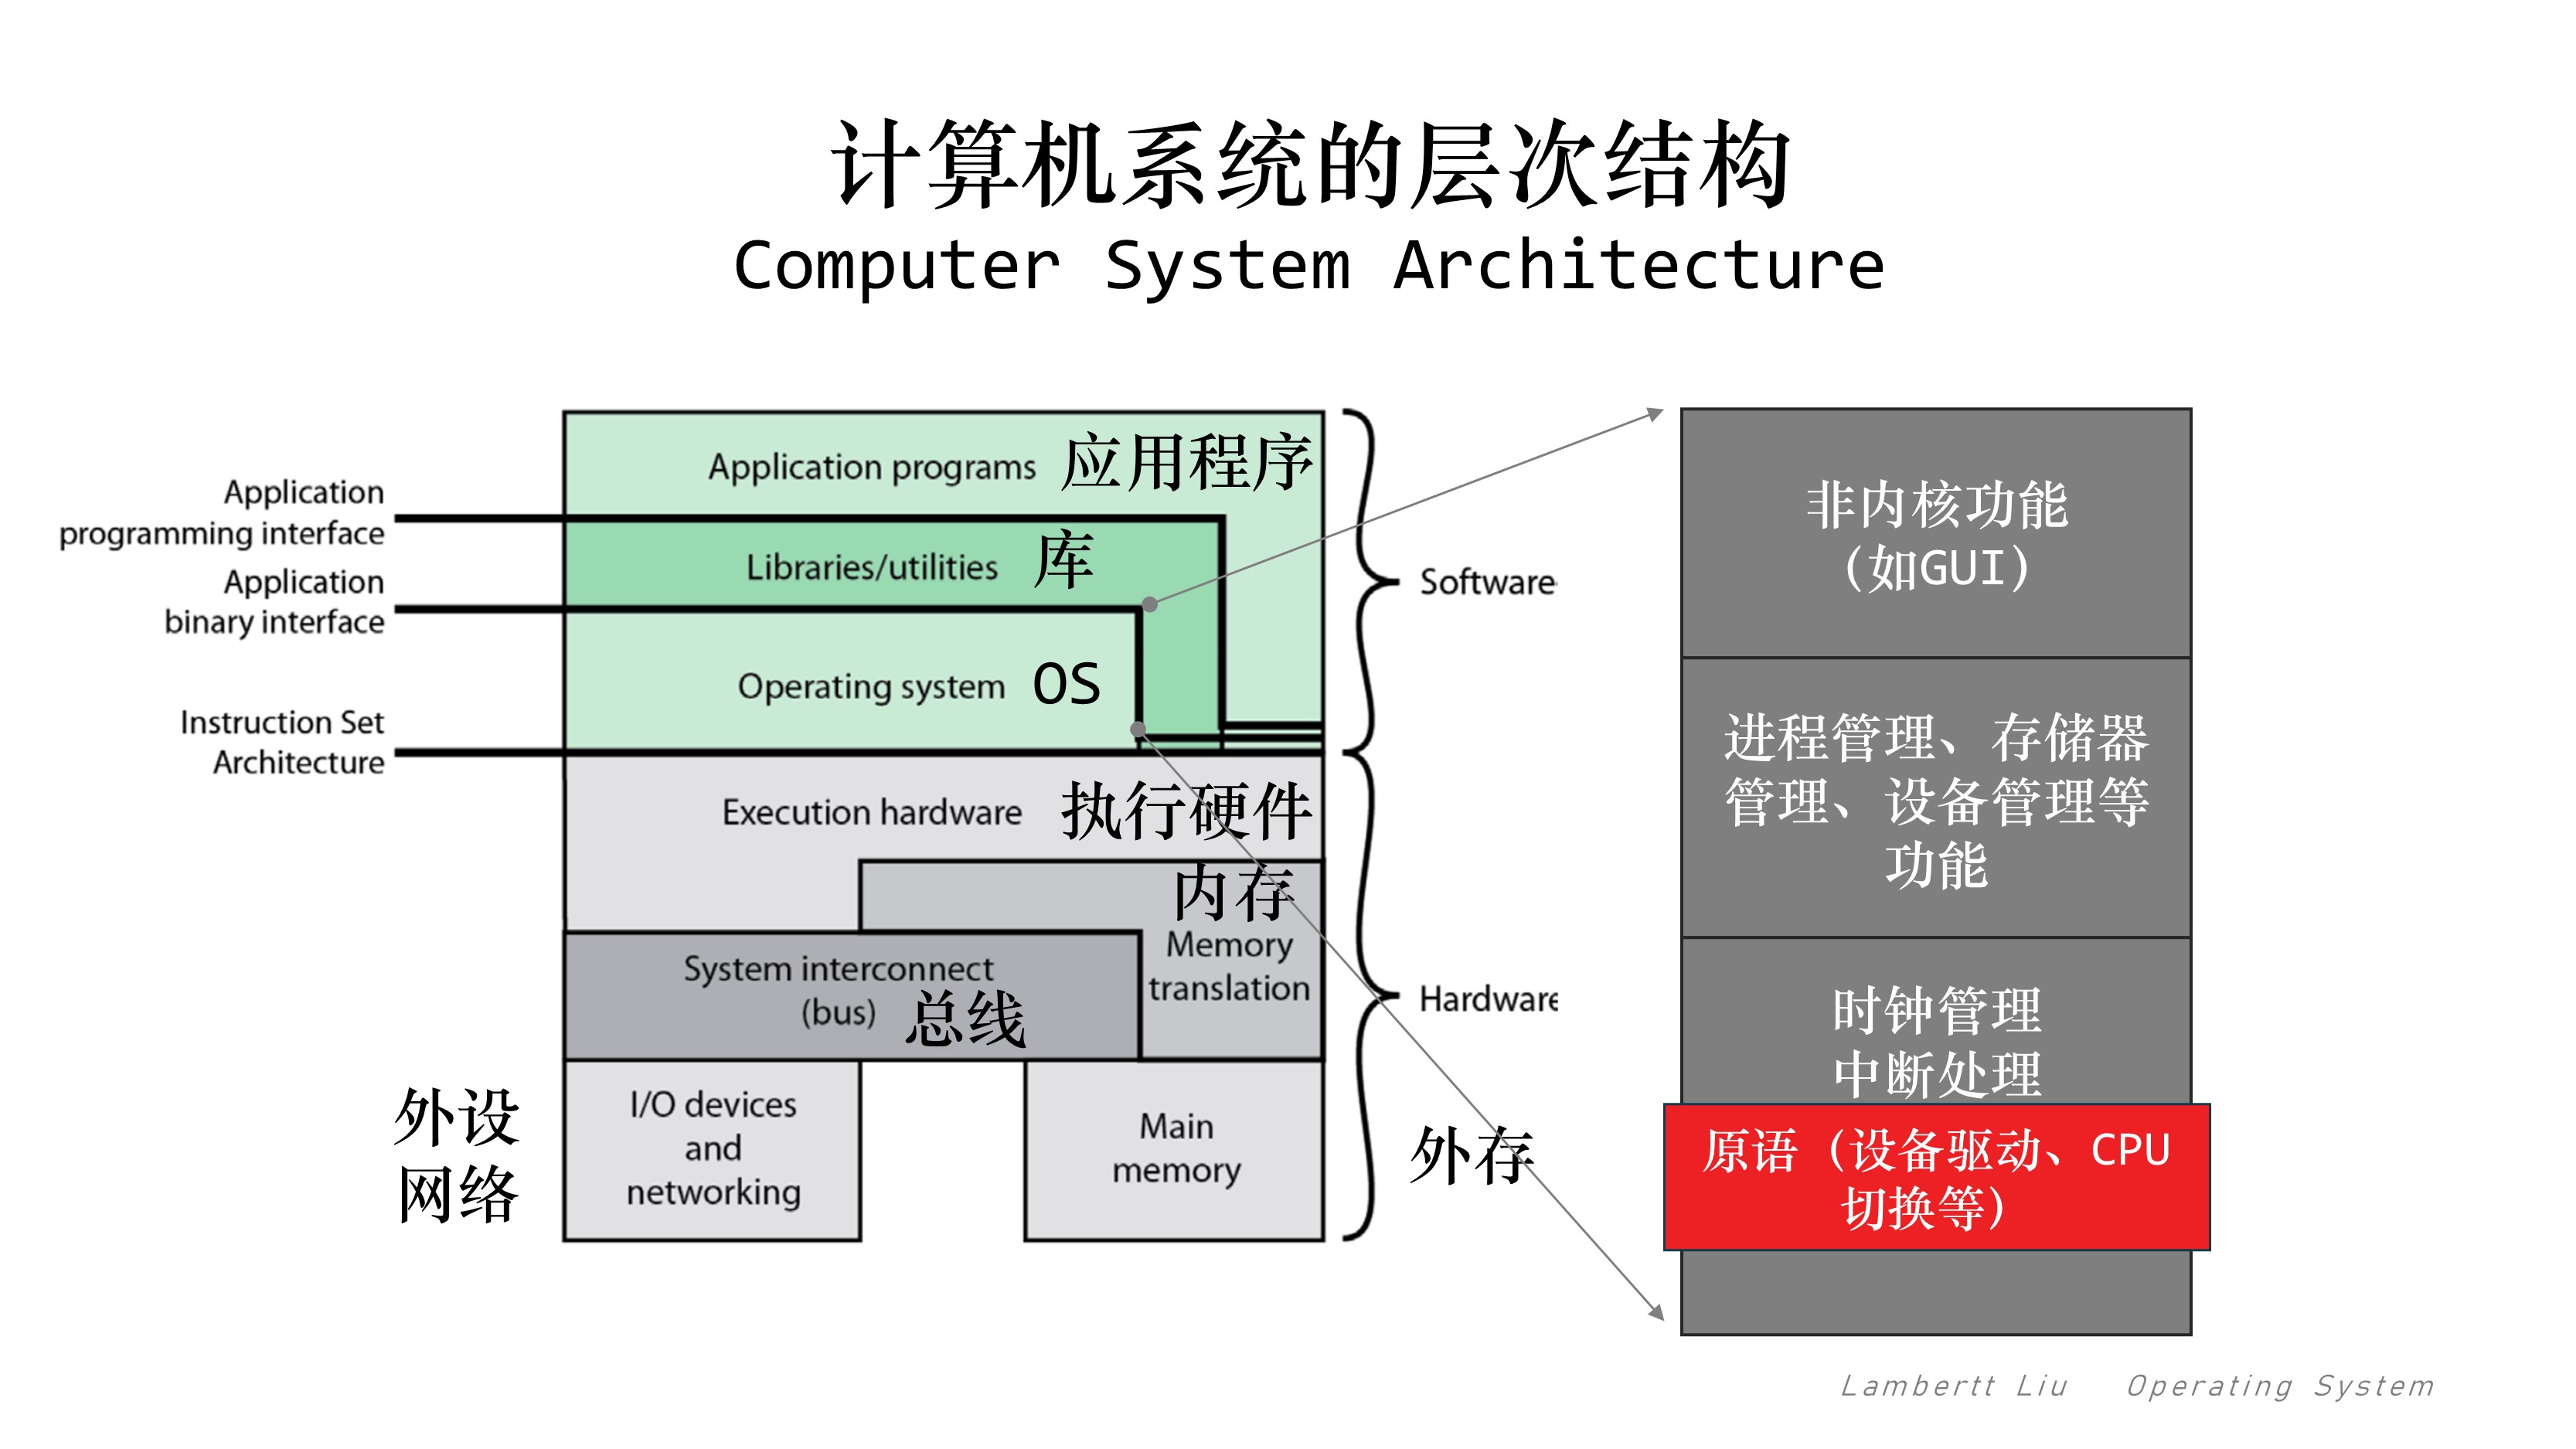 计算机系统的层次结构
Computer System Architecture
Application
programming interface
Application
binary interface
Instruction Set
Architecture
Application programs 应用程序
Libraries/utilities 库
Operating system OS
Execution hardware 执行硬件
内存
Memory
translation
System interconnect
(bus) 总线
外设
网络
I/O devices
and
networking
Main
memory
Software
Hardware
外存
非内核功能
(如GUI)
进程管理、存储器
管理、设备管理等
功能
时钟管理
中断处理
原语（设备驱动、CPU
切换等）
Lambertt Liu Operating System